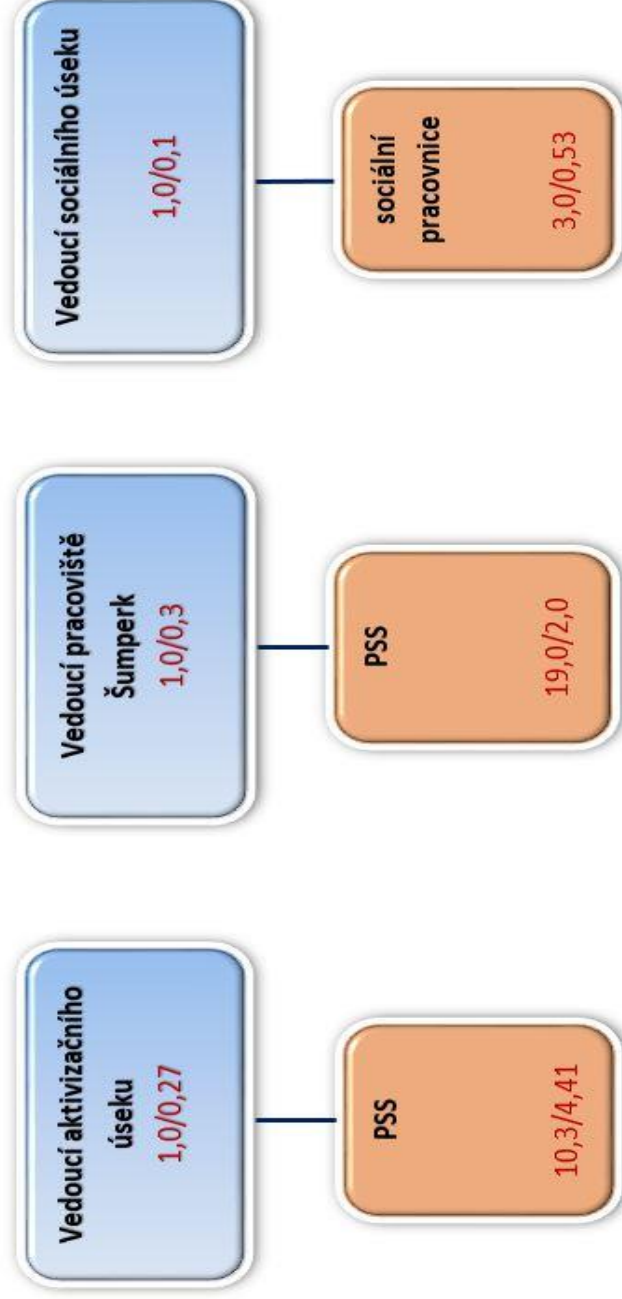 Vedoucí aktivizačního
úseku
1,0/0,27
PSS
10,3/4,41
Vedoucí pracoviště
Šumperk
1,0/0,3
PSS
19,0/2,0
Vedoucí sociálního úseku
1,0/0,1
sociální
pracovnice
3,0/0,53